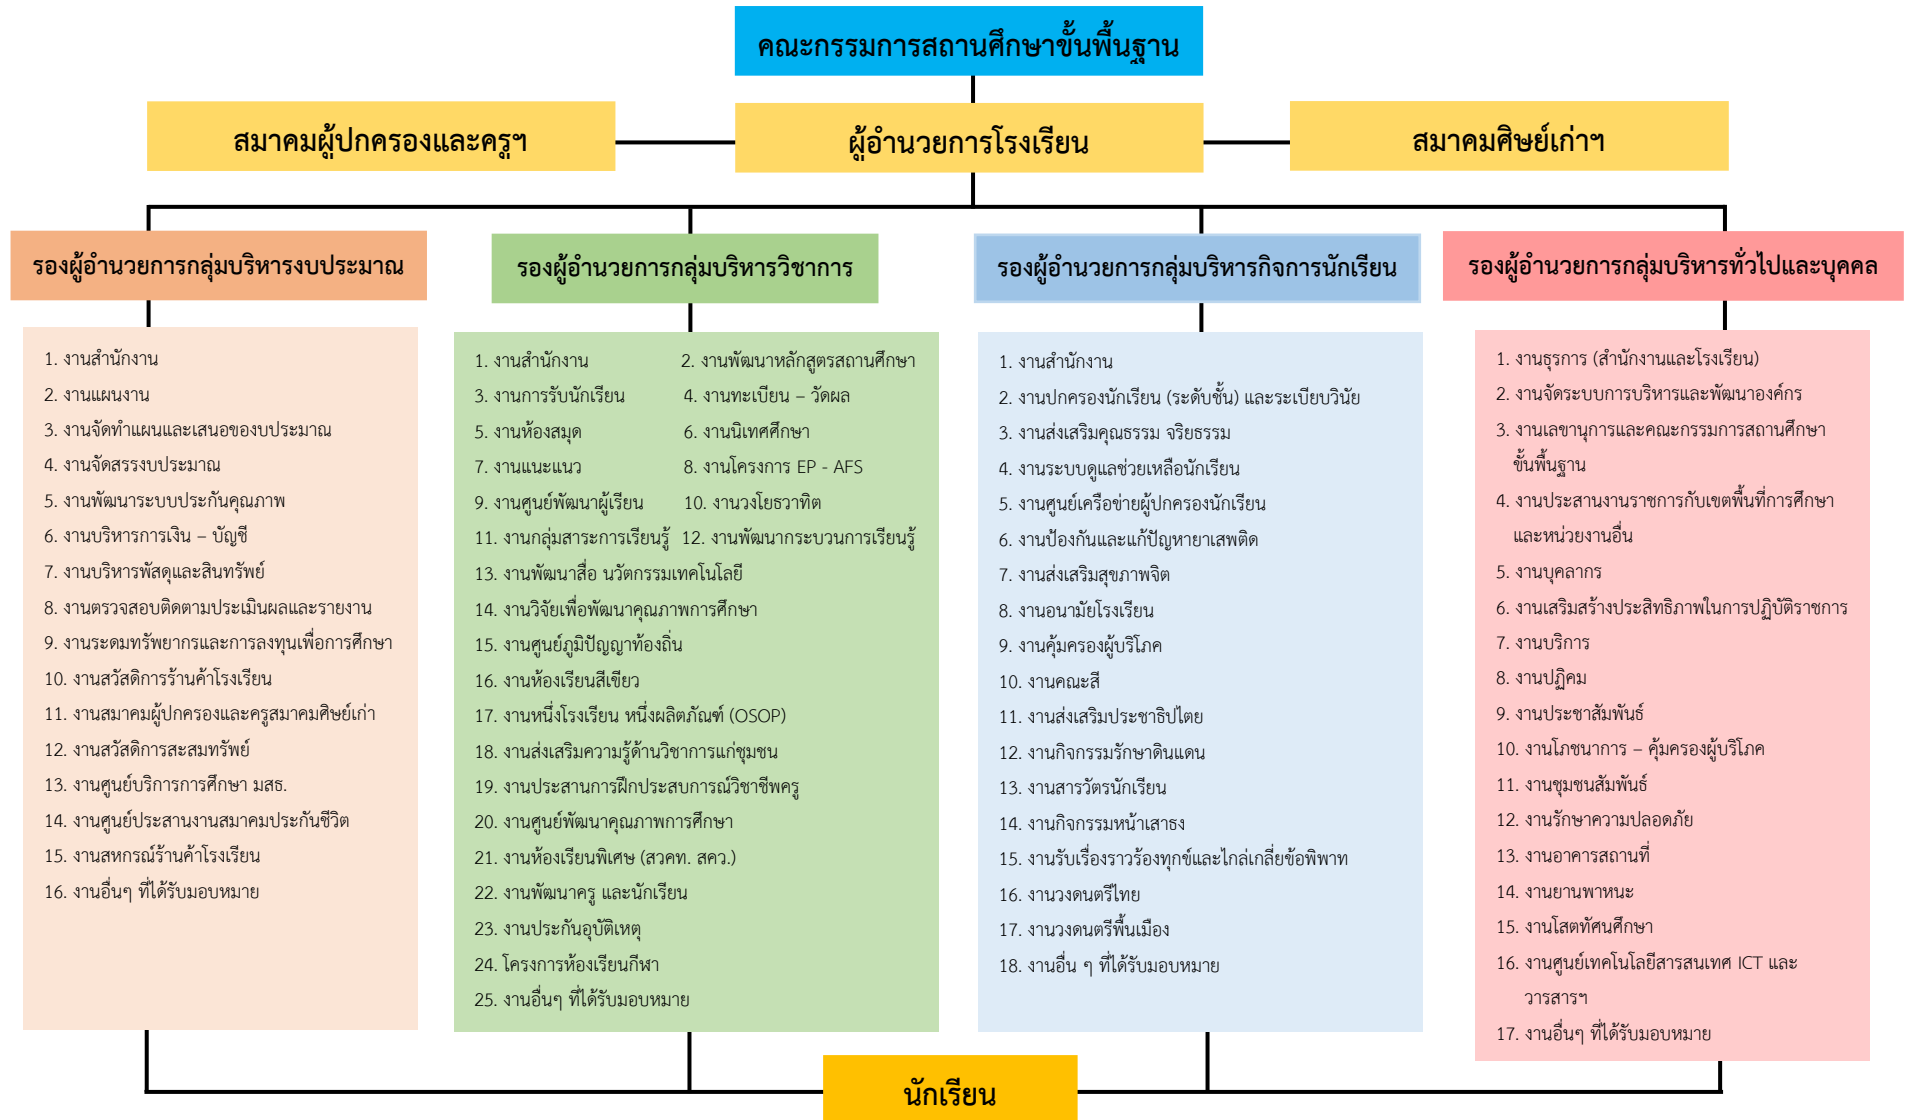 คณะกรรมการสถานศึกษาขั้นพื้นฐาน
สมาคมผู้ปกครองและครูฯ
ผู้อำนวยการโรงเรียน
สมาคมศิษย์เก่าฯ
รองผู้อำนวยการกลุ่มบริหารงบประมาณ
รองผู้อำนวยการกลุ่มบริหารวิชาการ
รองผู้อำนวยการกลุ่มบริหารกิจการนักเรียน
รองผู้อำนวยการกลุ่มบริหารทั่วไปและบุคคล
1. งานสำนักงาน
2. งานแผนงาน
3. งานจัดทำแผนและเสนอของบประมาณ
4. งานจัดสรรงบประมาณ
5. งานพัฒนาระบบประกันคุณภาพ
6. งานบริหารการเงิน – บัญชี
7. งานบริหารพัสดุและสินทรัพย์
8. งานตรวจสอบติดตามประเมินผลและรายงาน
9. งานระดมทรัพยากรและการลงทุนเพื่อการศึกษา
10. งานสวัสดิการร้านค้าโรงเรียน
11. งานสมาคมผู้ปกครองและครูสมาคมศิษย์เก่า
12. งานสวัสดิการสะสมทรัพย์
13. งานศูนย์บริการการศึกษา มสธ.
14. งานศูนย์ประสานงานสมาคมประกันชีวิต
15. งานสหกรณ์ร้านค้าโรงเรียน
16. งานอื่นๆ ที่ได้รับมอบหมาย
1. งานสำนักงาน 2. งานพัฒนาหลักสูตรสถานศึกษา
3. งานการรับนักเรียน 4. งานทะเบียน – วัดผล
5. งานห้องสมุด 6. งานนิเทศศึกษา
7. งานแนะแนว 8. งานโครงการ EP - AFS
9. งานศูนย์พัฒนาผู้เรียน 10. งานวงโยธวาทิต
11. งานกลุ่มสาระการเรียนรู้ 12. งานพัฒนากระบวนการเรียนรู้
13. งานพัฒนาสื่อ นวัตกรรมเทคโนโลยี
14. งานวิจัยเพื่อพัฒนาคุณภาพการศึกษา
15. งานศูนย์ภูมิปัญญาท้องถิ่น
16. งานห้องเรียนสีเขียว
17. งานหนึ่งโรงเรียน หนึ่งผลิตภัณฑ์ (OSOP)
18. งานส่งเสริมความรู้ด้านวิชาการแก่ชุมชน
19. งานประสานการฝึกประสบการณ์วิชาชีพครู
20. งานศูนย์พัฒนาคุณภาพการศึกษา
21. งานห้องเรียนพิเศษ (สวคท. สคว.)
22. งานพัฒนาครู และนักเรียน
23. งานประกันอุบัติเหตุ
24. โครงการห้องเรียนกีฬา
25. งานอื่นๆ ที่ได้รับมอบหมาย
1. งานสำนักงาน
2. งานปกครองนักเรียน (ระดับชั้น) และระเบียบวินัย
3. งานส่งเสริมคุณธรรม จริยธรรม
4. งานระบบดูแลช่วยเหลือนักเรียน
5. งานศูนย์เครือข่ายผู้ปกครองนักเรียน
6. งานป้องกันและแก้ปัญหายาเสพติด
7. งานส่งเสริมสุขภาพจิต
8. งานอนามัยโรงเรียน
9. งานคุ้มครองผู้บริโภค
10. งานคณะสี
11. งานส่งเสริมประชาธิปไตย
12. งานกิจกรรมรักษาดินแดน
13. งานสารวัตรนักเรียน
14. งานกิจกรรมหน้าเสาธง
15. งานรับเรื่องราวร้องทุกข์และไกล่เกลี่ยข้อพิพาท
16. งานวงดนตรีไทย
17. งานวงดนตรีพื้นเมือง
18. งานอื่น ๆ ที่ได้รับมอบหมาย
1. งานธุรการ (สำนักงานและโรงเรียน)
2. งานจัดระบบการบริหารและพัฒนาองค์กร
3. งานเลขานุการและคณะกรรมการสถานศึกษา
ขั้นพื้นฐาน
4. งานประสานงานราชการกับเขตพื้นที่การศึกษา
และหน่วยงานอื่น
5. งานบุคลากร
6. งานเสริมสร้างประสิทธิภาพในการปฏิบัติราชการ
7. งานบริการ
8. งานปฏิคม
9. งานประชาสัมพันธ์
10. งานโภชนาการ – คุ้มครองผู้บริโภค
11. งานชุมชนสัมพันธ์
12. งานรักษาความปลอดภัย
13. งานอาคารสถานที่
14. งานยานพาหนะ
15. งานโสตทัศนศึกษา
16. งานศูนย์เทคโนโลยีสารสนเทศ ICT และ
วารสารฯ
17. งานอื่นๆ ที่ได้รับมอบหมาย
นักเรียน